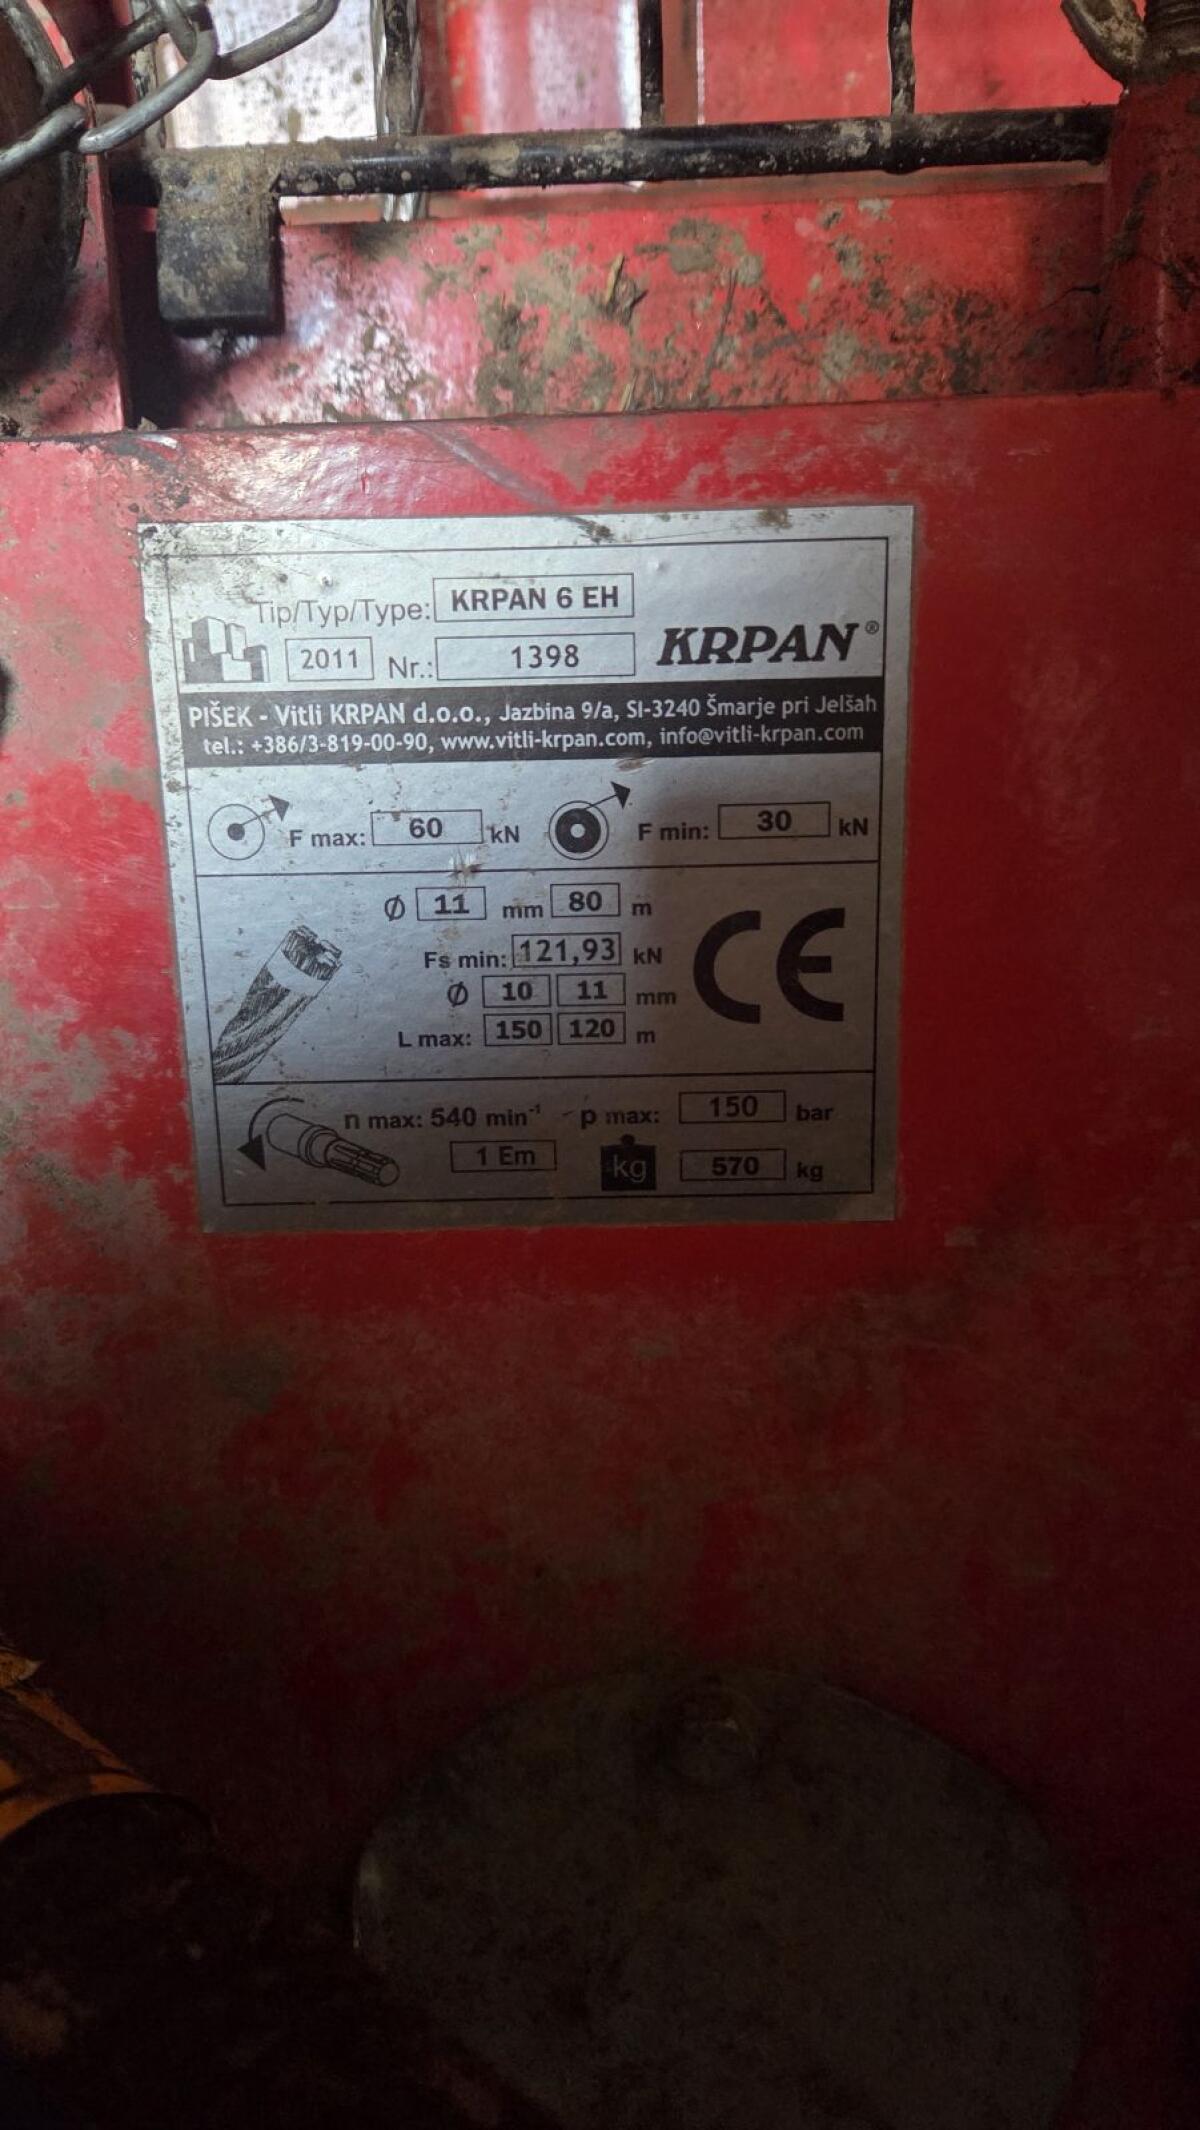 Tip/Typ/Type: KRPAN 6 EH
2011 Nr.: 1398 KRPAN®
PIŠEK - Vitli KRPAN d.o.o., Jazbina 9/a, SI-3240 Šmarje pri Jelšah
tel.: +386/3-819-00-90, www.vitli-krpan.com, info@vitli-krpan.com
F max: 60 kN F min: 30 kN
Ø 11 mm 80 m
Fs min: 121,93 kN
Ø 10 11 mm
L max: 150 120 m
CE
n max: 540 min⁻¹ p max: 150 bar
1 Em kg 570 kg